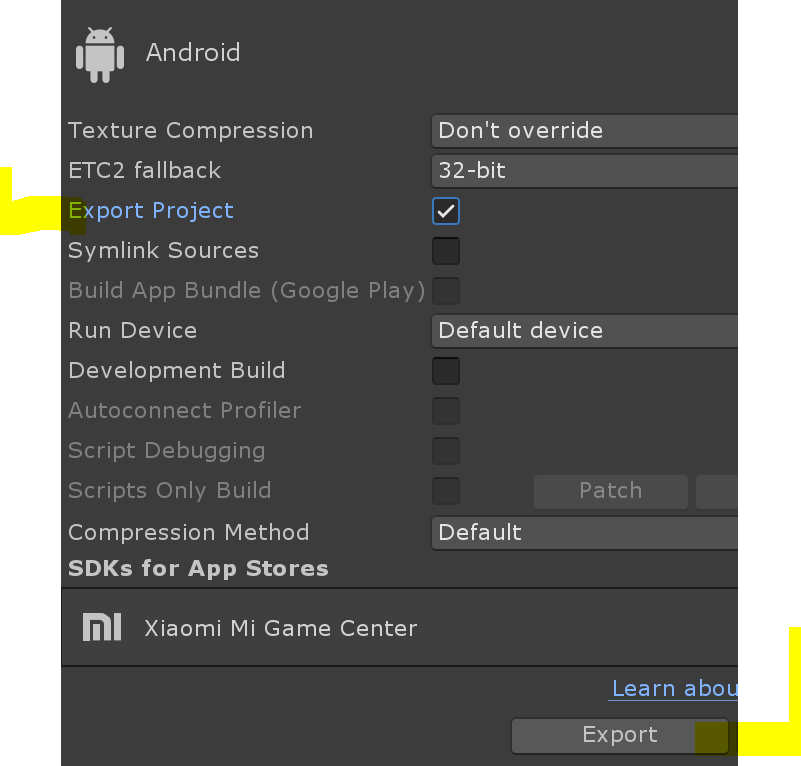 Android
Texture Compression Don't override
ETC2 fallback 32-bit
Export Project
Symlink Sources
Build App Bundle (Google Play)
Run Device Default device
Development Build
Autoconnect Profiler
Script Debugging
Scripts Only Build Patch
Compression Method Default
SDKs for App Stores
Xiaomi Mi Game Center
Learn abou
Export